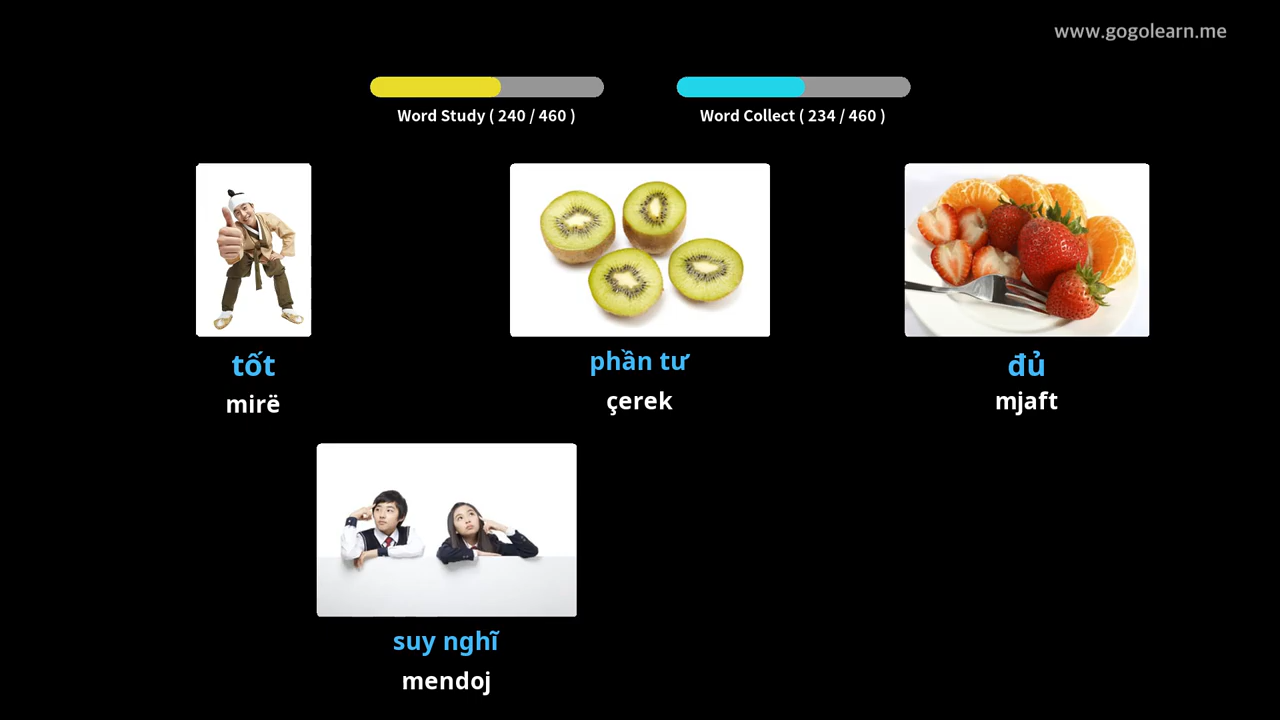 www.gogolearn.me
Word Study ( 240 / 460 )
Word Collect ( 234 / 460 )
tốt
mirë
phần tư
çerek
đủ
mjaft
suy nghĩ
mendoj